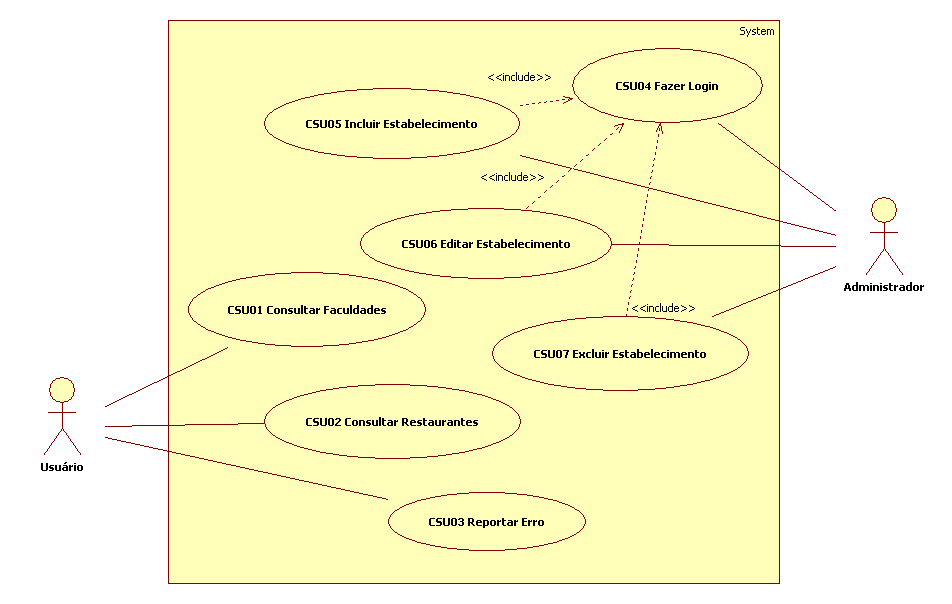 System
<<include>>
CSU04 Fazer Login
CSU05 Incluir Estabelecimento
<<include>>
CSU06 Editar Estabelecimento
Administrador
CSU01 Consultar Faculdades
<<include>>
CSU07 Excluir Estabelecimento
CSU02 Consultar Restaurantes
Usuário
CSU03 Reportar Erro